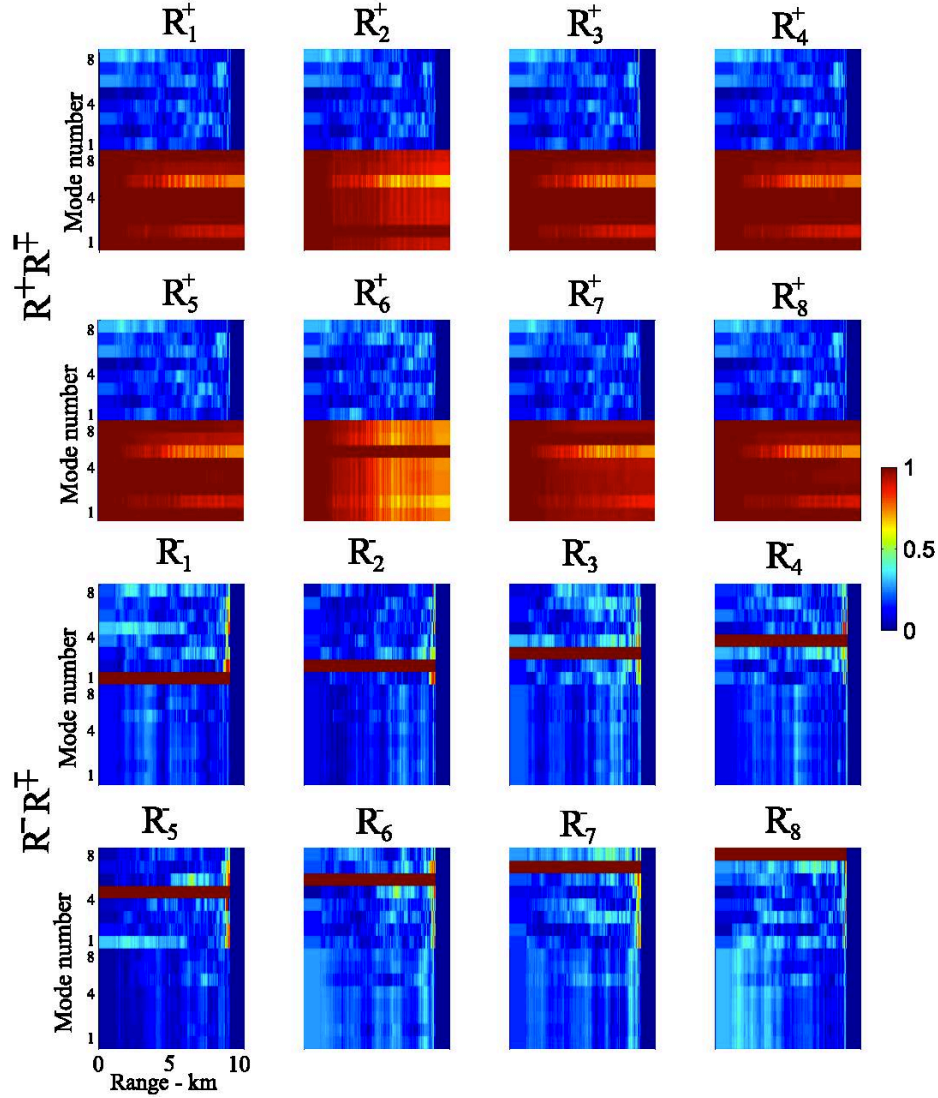 R₁⁺ R₂⁺ R₃⁺ R₄⁺
8
4
1
8
4
1
Mode number
R⁺R∓
R₅⁺ R₆⁺ R₇⁺ R₈⁺
8
4
1
8
4
1
Mode number
1
0.5
0
R₁⁻ R₂⁻ R₃⁻ R₄⁻
8
4
1
8
4
1
Mode number
R⁻R∓
R₅⁻ R₆⁻ R₇⁻ R₈⁻
8
4
1
8
4
1
Mode number
0 5 10
Range - km